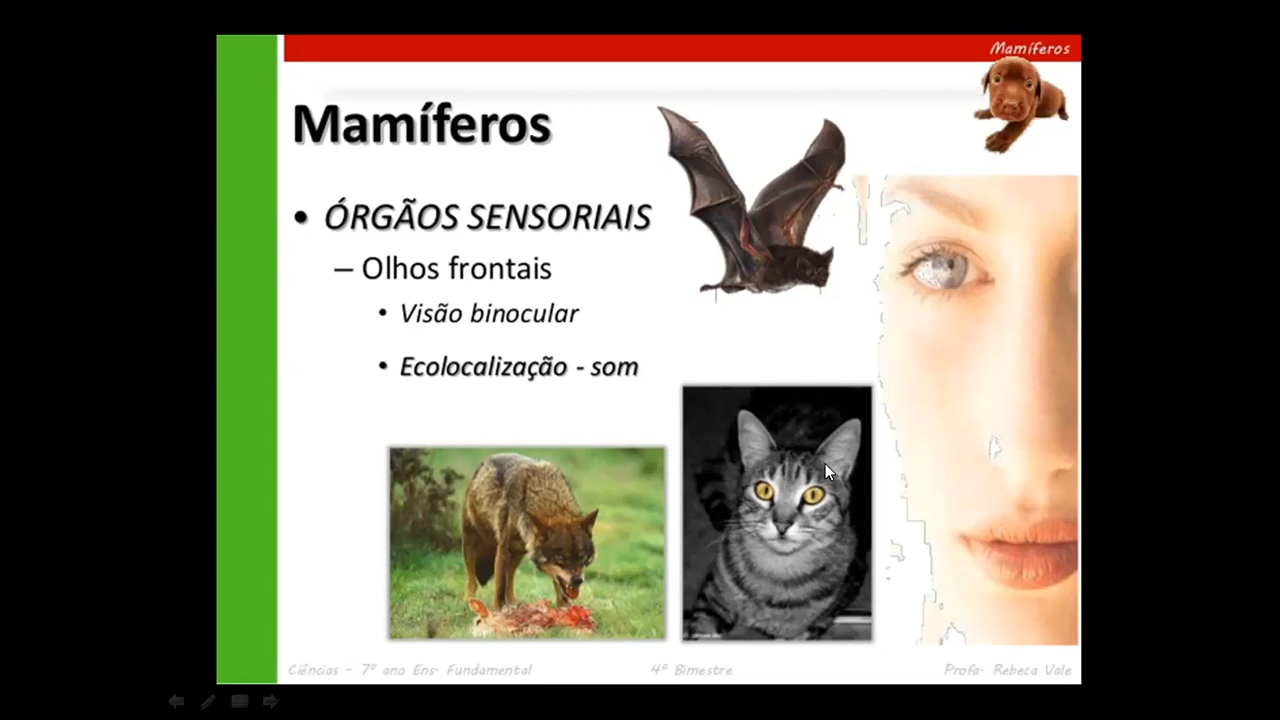 Mamíferos
Mamíferos
• ÓRGÃOS SENSORIAIS
– Olhos frontais
• Visão binocular
• Ecolocalização - som
Ciências – 7º ano Ens. Fundamental
4º Bimestre
Profa. Rebeca Vale